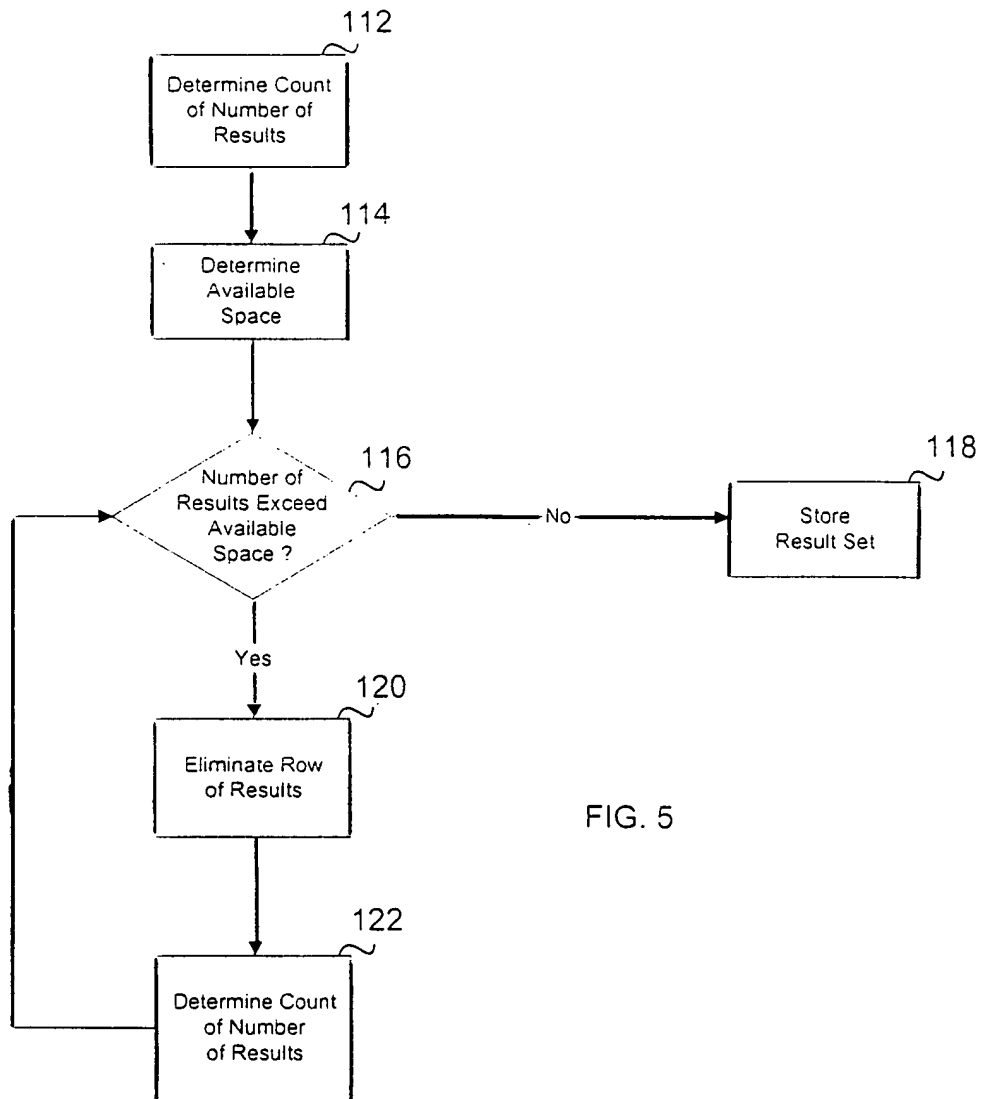 112
Determine Count
of Number of
Results
114
Determine
Available
Space
116
Number of
Results Exceed
Available
Space ?
118
No
Store
Result Set
Yes
120
Eliminate Row
of Results
FIG. 5
122
Determine Count
of Number
of Results